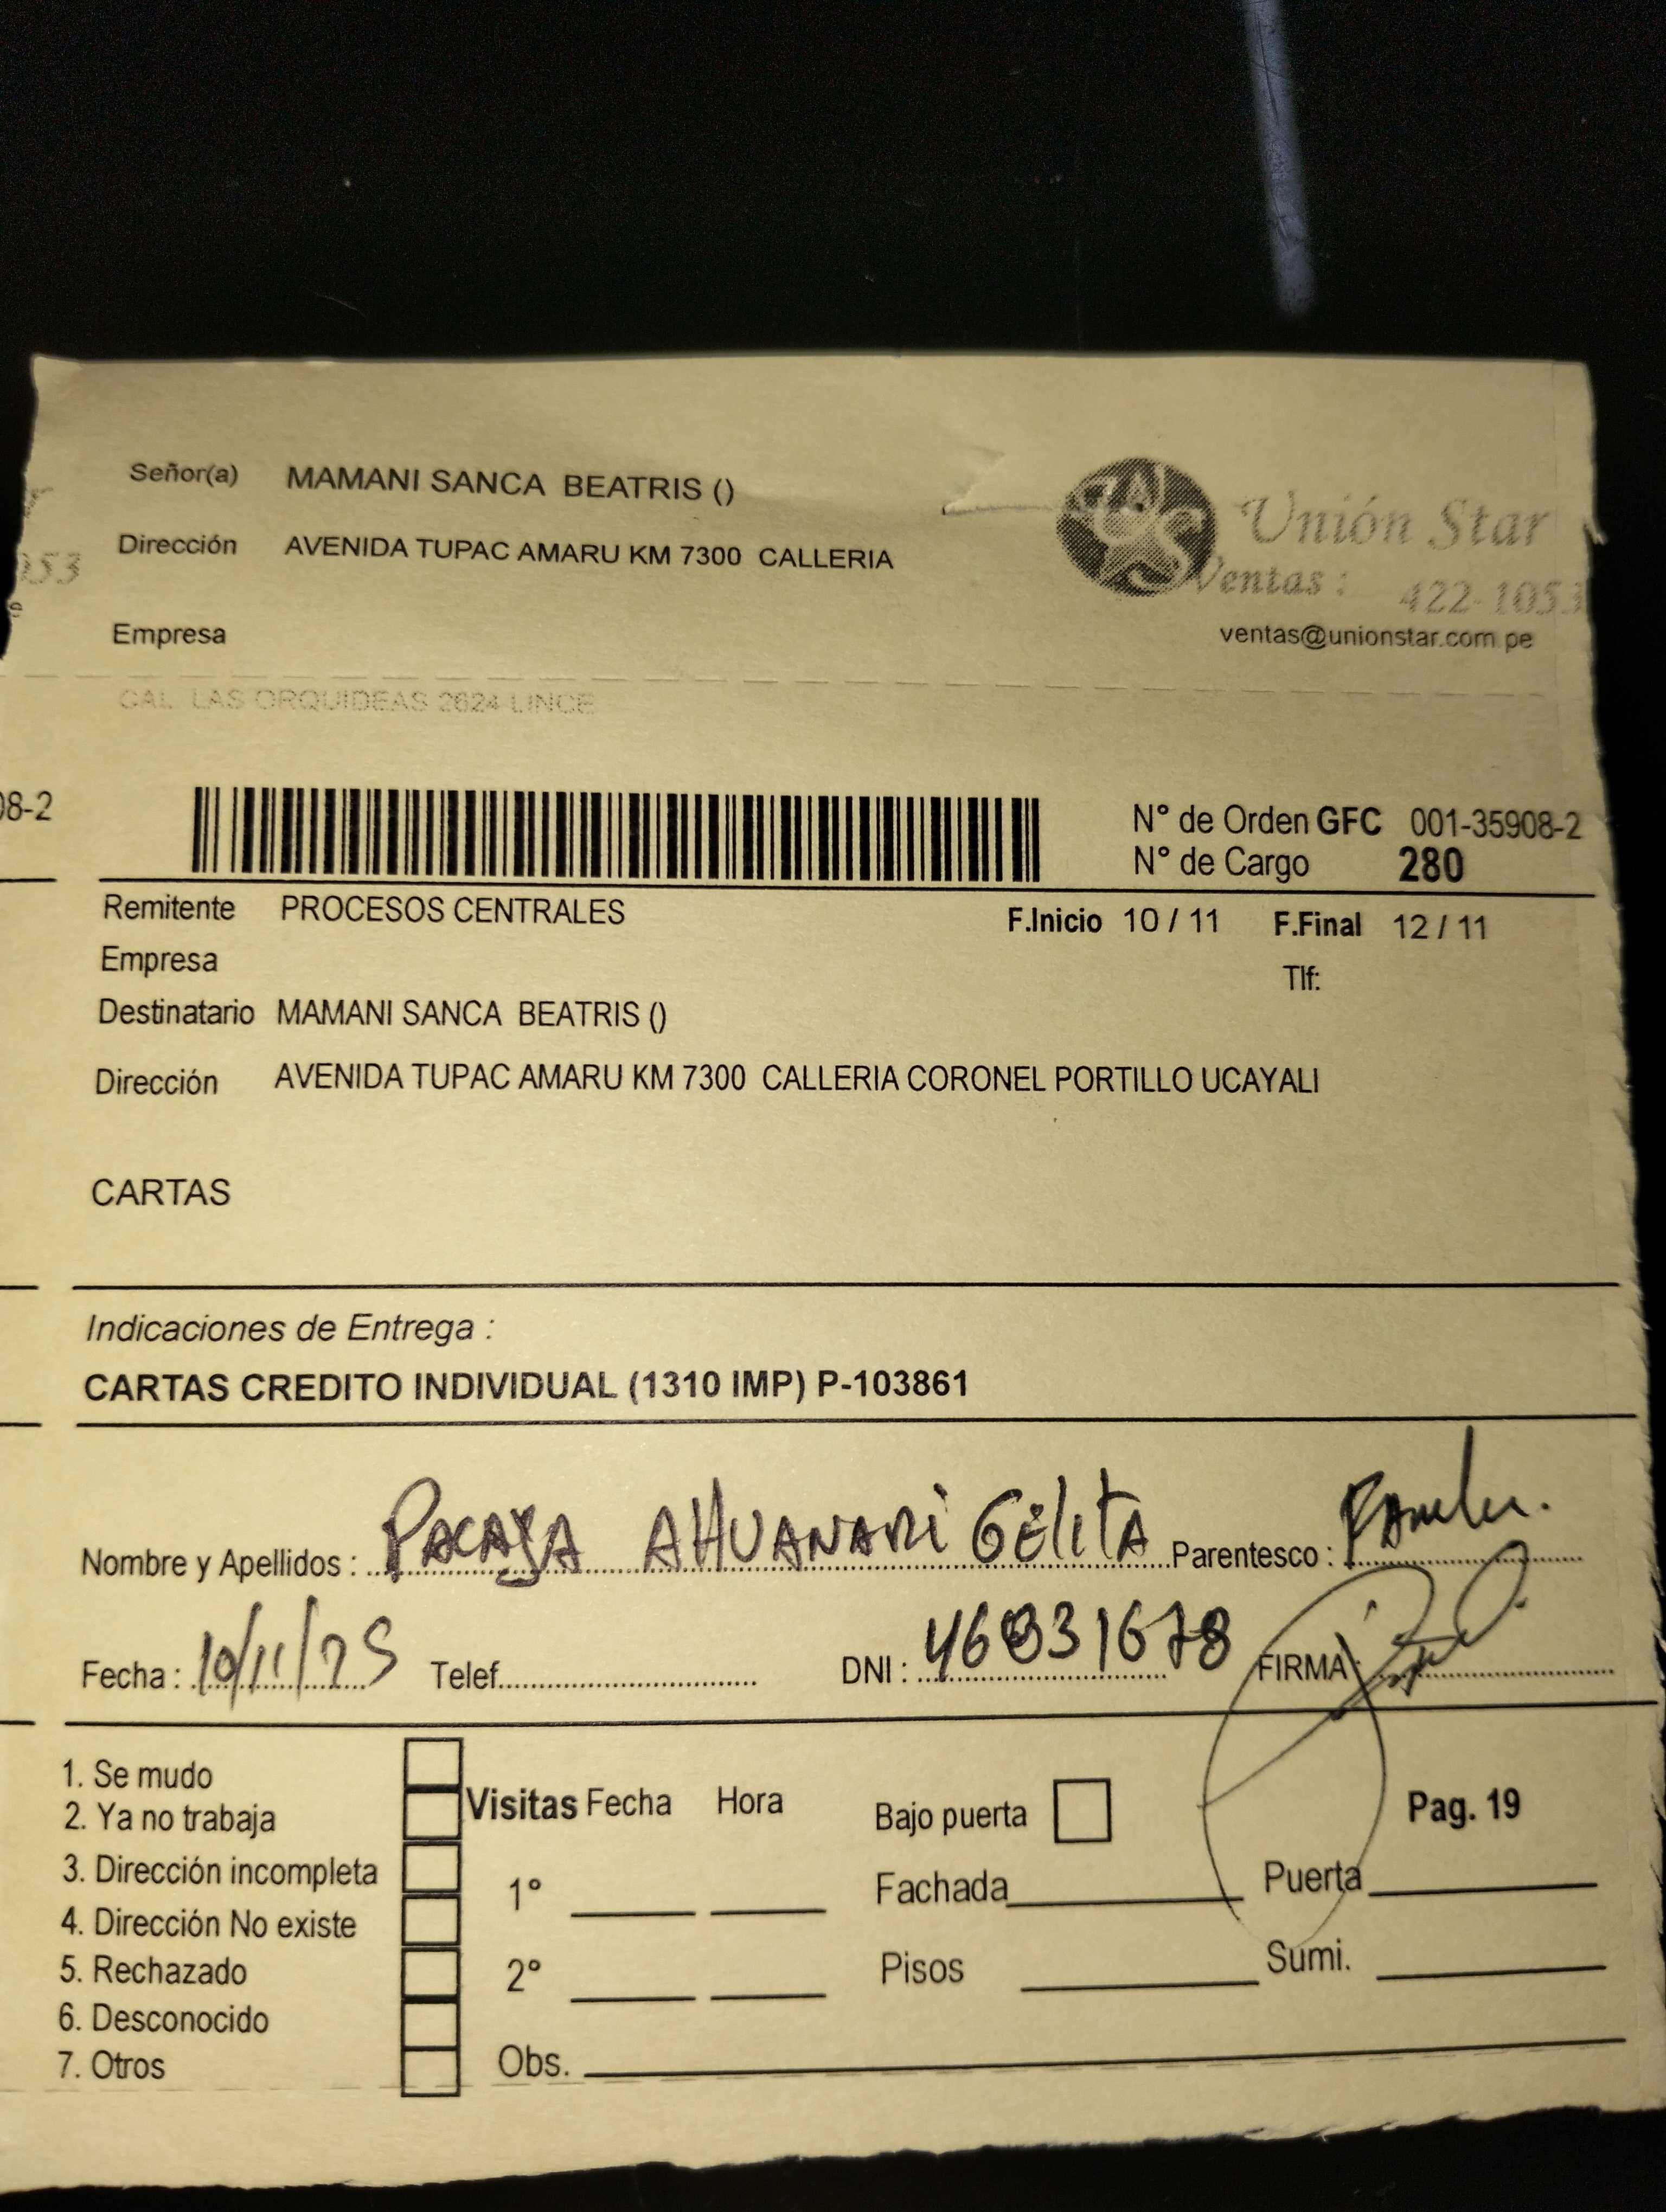 Señor(a) MAMANI SANCA BEATRIS () Unión Star
Dirección AVENIDA TUPAC AMARU KM 7300 CALLERIA Ventas : 422-1053
053
Empresa ventas@unionstar.com.pe
CAL. LAS ORQUIDEAS 2624 LINCE
08-2 N° de Orden GFC 001-35908-2
N° de Cargo 280
Remitente PROCESOS CENTRALES F.Inicio 10 / 11 F.Final 12 / 11
Empresa Tlf:
Destinatario MAMANI SANCA BEATRIS ()
Dirección AVENIDA TUPAC AMARU KM 7300 CALLERIA CORONEL PORTILLO UCAYALI
CARTAS
Indicaciones de Entrega :
CARTAS CREDITO INDIVIDUAL (1310 IMP) P-103861
Nombre y Apellidos : PACAYA AHUANARI GElITA Parentesco :
Fecha : 10/11/25 Telef. DNI : 46831678 FIRMA
1. Se mudo
2. Ya no trabaja Visitas Fecha Hora Bajo puerta Pag. 19
3. Dirección incompleta 1° Fachada Puerta
4. Dirección No existe
5. Rechazado 2° Pisos Sumi.
6. Desconocido
7. Otros Obs.